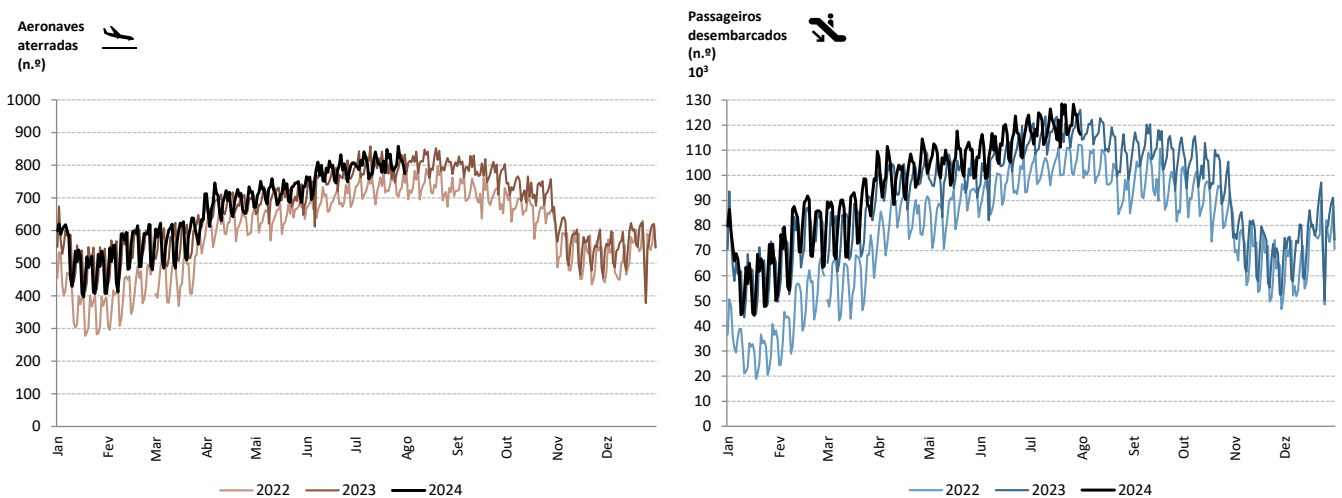 Aeronaves
aterradas
(n.º)
1000
900
800
700
600
500
400
300
200
100
0
Jan
Fev
Mar
Abr
Mai
Jun
Jul
Ago
Set
Out
Nov
Dez
2022
2023
2024
Passageiros
desembarcados
(n.º)
10³
130
120
110
100
90
80
70
60
50
40
30
20
10
0
Jan
Fev
Mar
Abr
Mai
Jun
Jul
Ago
Set
Out
Nov
Dez
2022
2023
2024